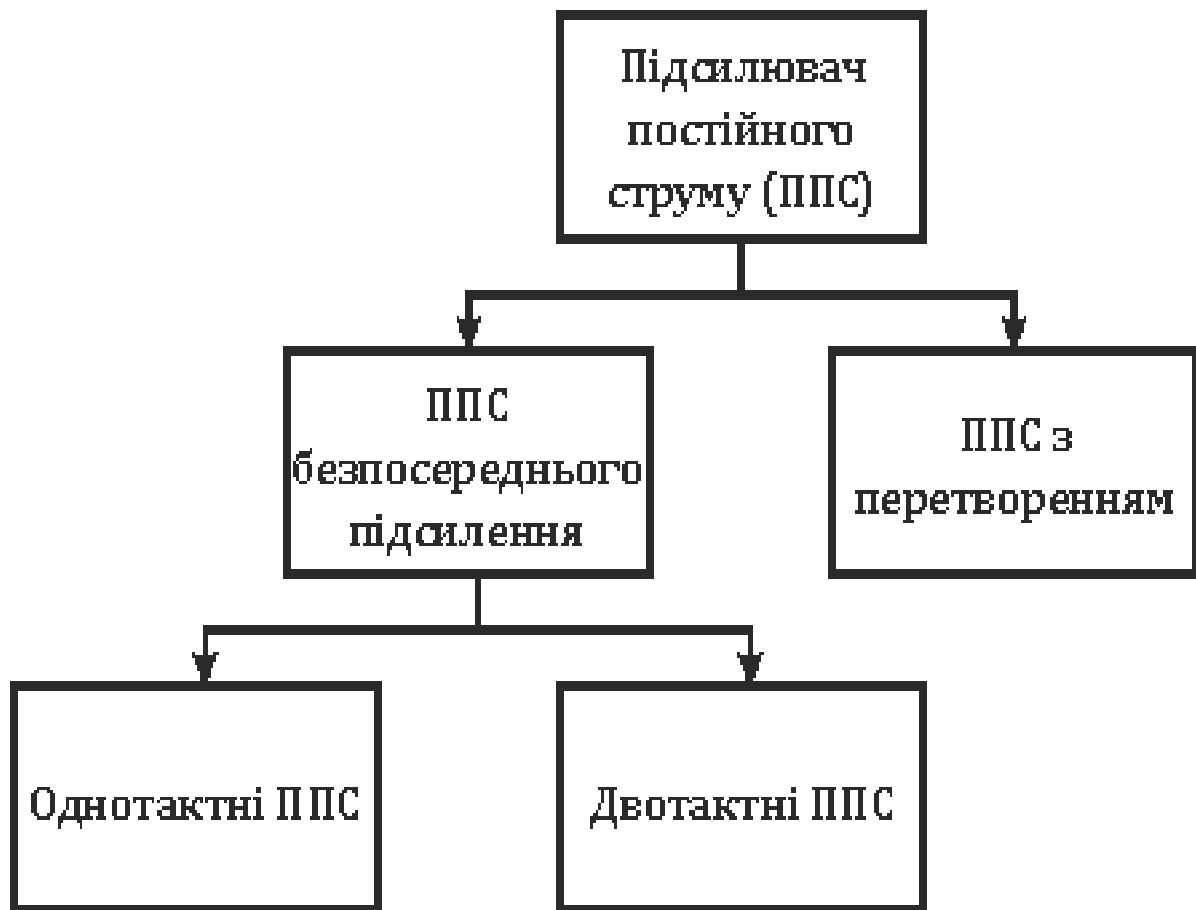 Підсилювач
постійного
струму (ППС)
ППС
безпосереднього
підсилення
ППС з
перетворенням
Однотактні ППС
Двотактні ППС